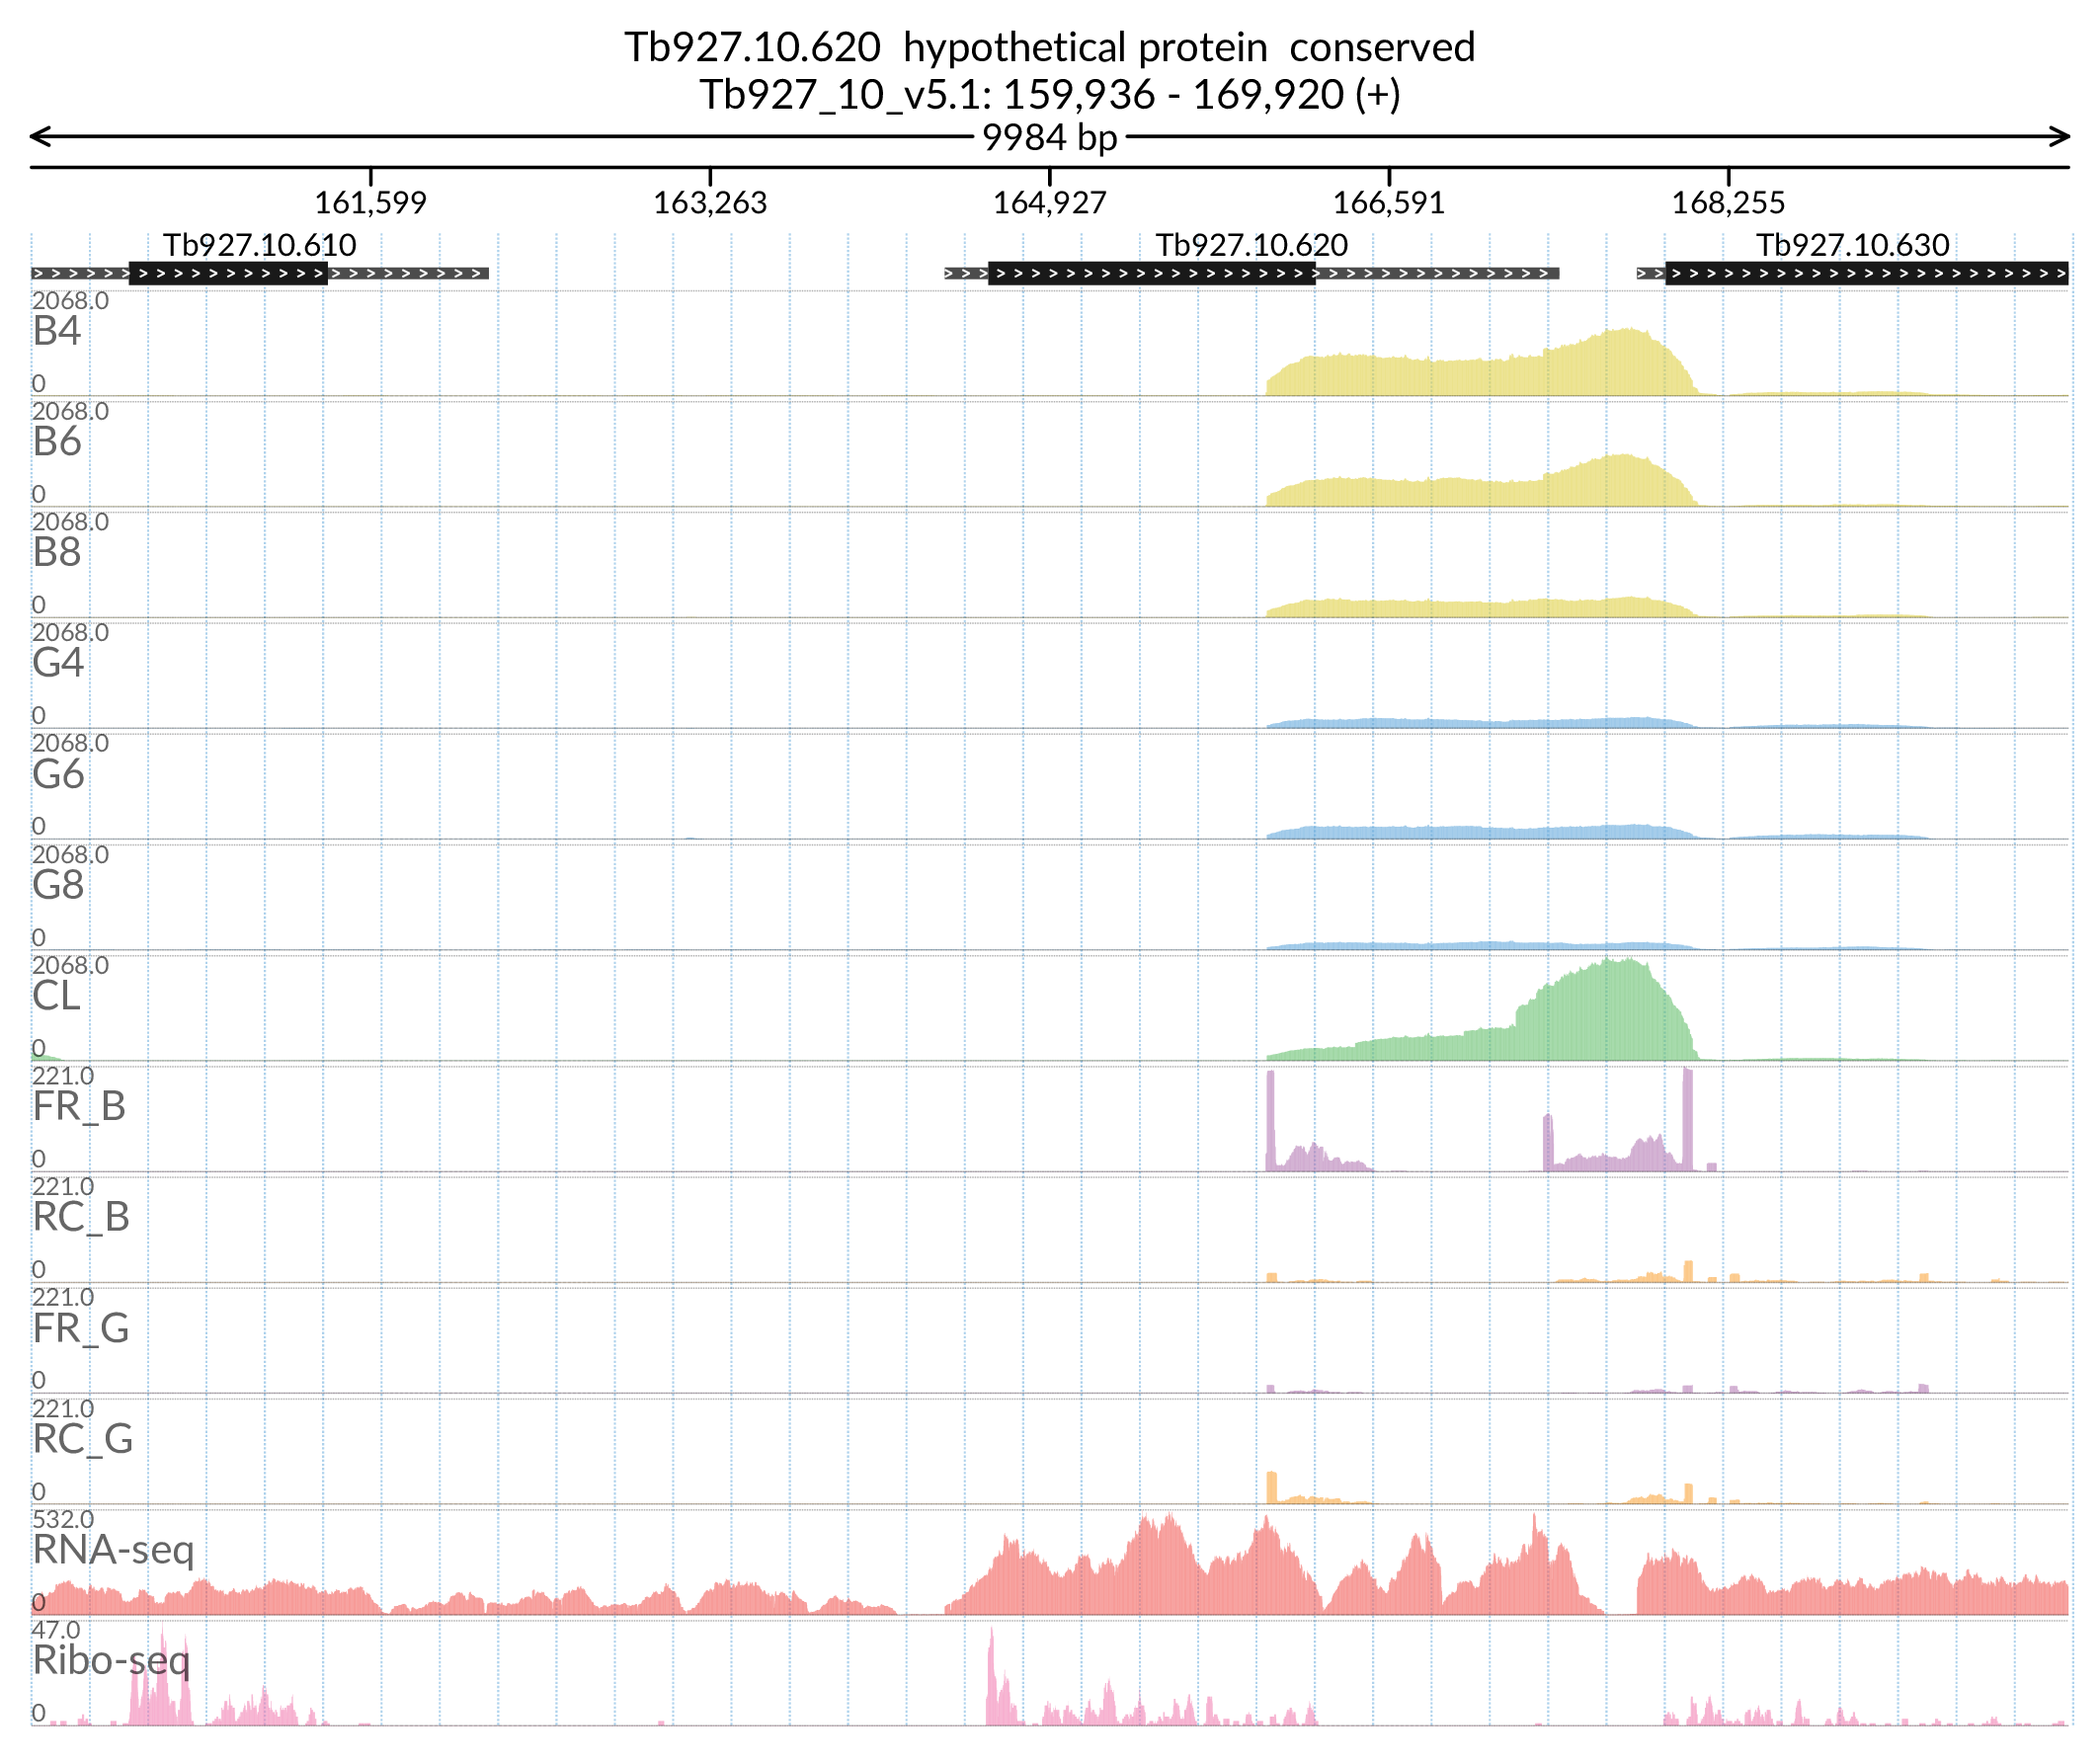 Tb927.10.620 hypothetical protein conserved
Tb927_10_v5.1: 159,936 - 169,920 (+)
9984 bp
161,599 163,263 164,927 166,591 168,255
Tb927.10.610 Tb927.10.620 Tb927.10.630
2068.0
B4
0
2068.0
B6
0
2068.0
B8
0
2068.0
G4
0
2068.0
G6
0
2068.0
G8
0
2068.0
CL
0
221.0
FR_B
0
221.0
RC_B
0
221.0
FR_G
0
221.0
RC_G
0
532.0
RNA-seq
0
47.0
Ribo-seq
0